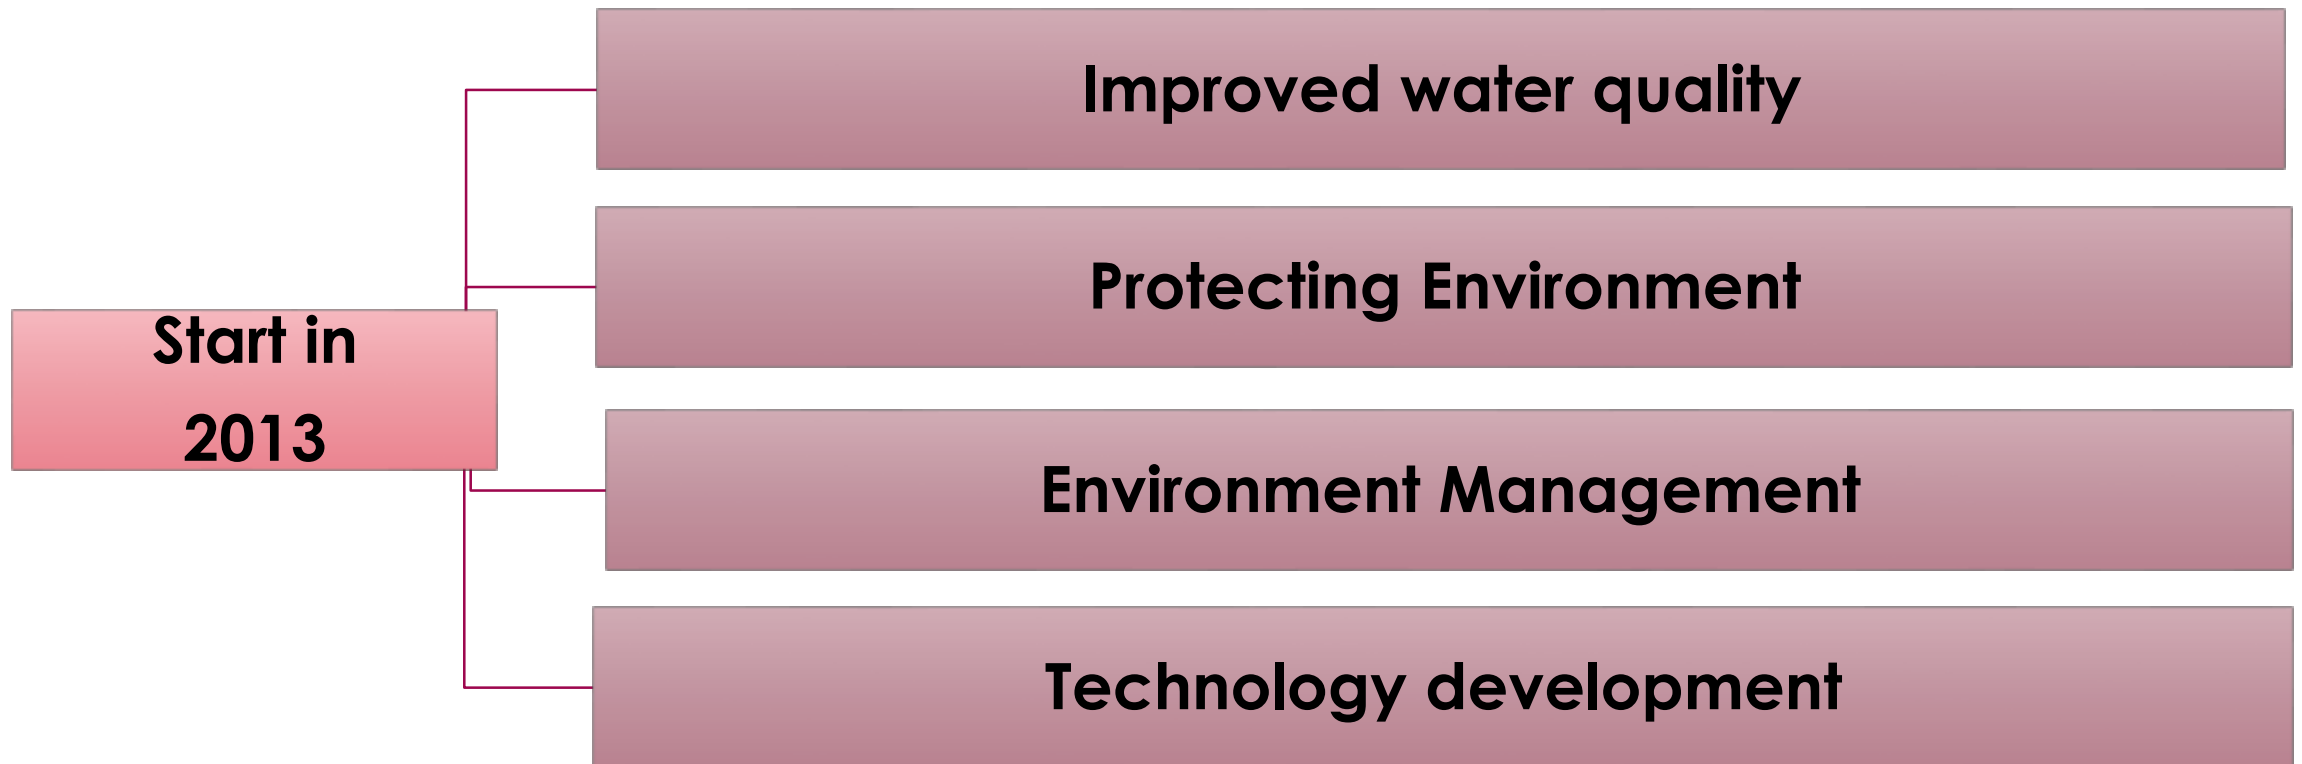 Improved water quality
Protecting Environment
Start in
2013
Environment Management
Technology development